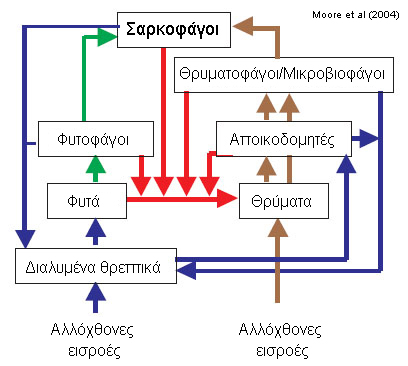 Moore et al (2004)
Σαρκοφάγοι
Θρυματοφάγοι/Μικροβιοφάγοι
Φυτοφάγοι
Αποικοδομητές
Φυτά
Θρύματα
Διαλυμένα θρεπτικά
Αλλόχθονες
εισροές
Αλλόχθονες
εισροές